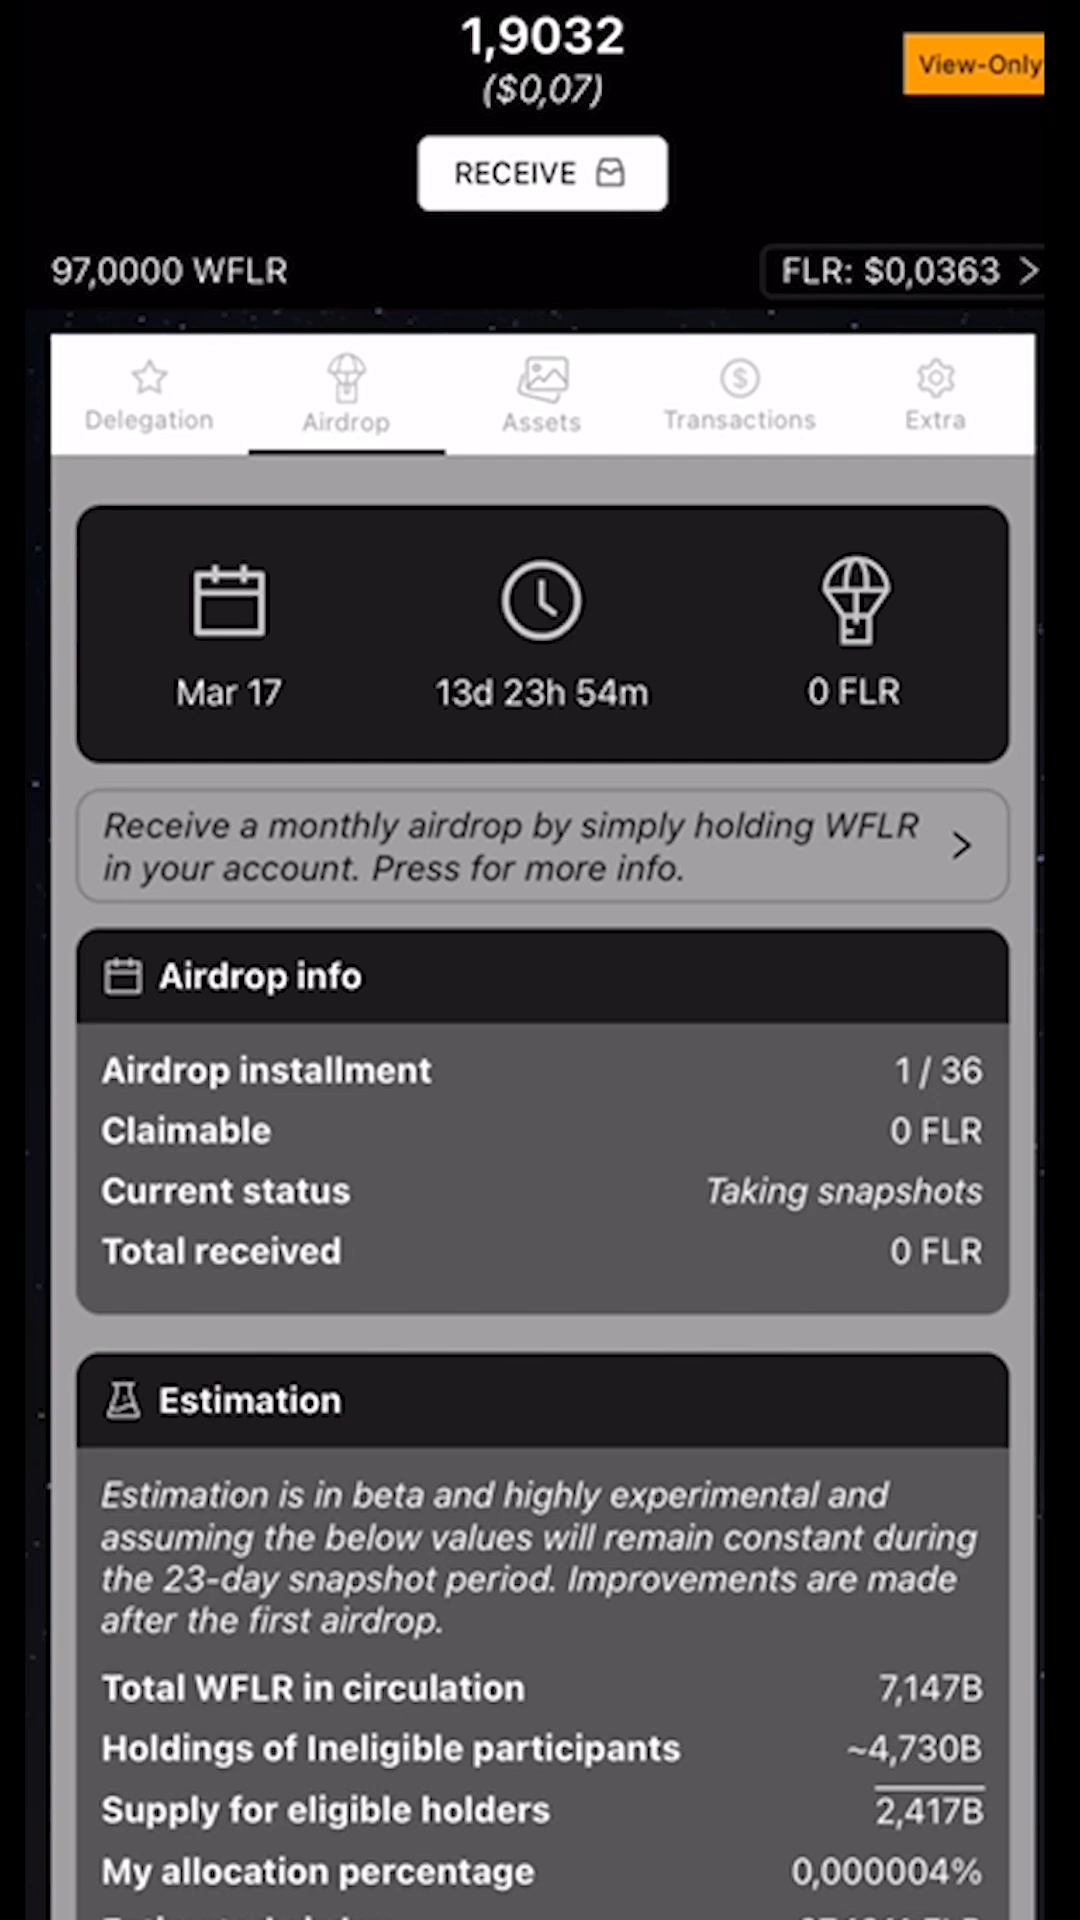 1,9032
($0,07)
View-Only
RECEIVE
97,0000 WFLR
FLR: $0,0363
Delegation
Airdrop
Assets
Transactions
Extra
Mar 17
13d 23h 54m
0 FLR
Receive a monthly airdrop by simply holding WFLR
in your account. Press for more info.
Airdrop info
Airdrop installment 1 / 36
Claimable 0 FLR
Current status Taking snapshots
Total received 0 FLR
Estimation
Estimation is in beta and highly experimental and
assuming the below values will remain constant during
the 23-day snapshot period. Improvements are made
after the first airdrop.
Total WFLR in circulation 7,147B
Holdings of Ineligible participants ~4,730B
Supply for eligible holders 2,417B
My allocation percentage 0,000004%